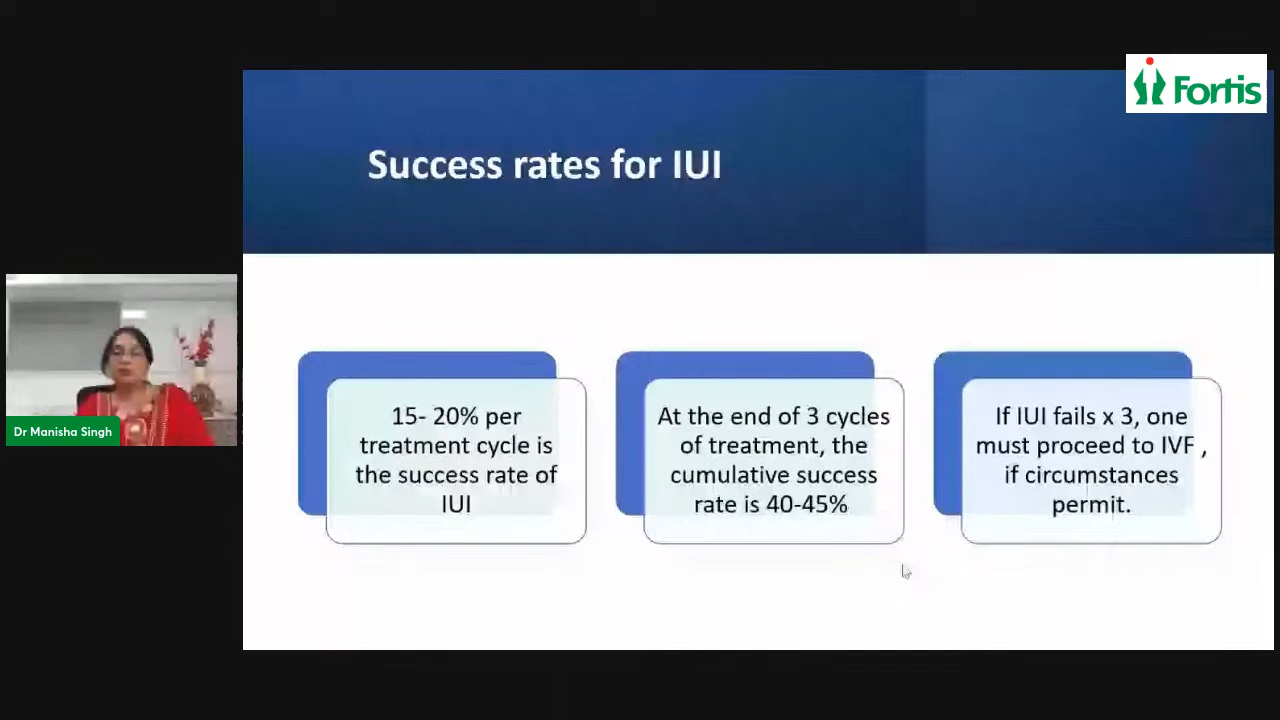 Fortis
Success rates for IUI
15- 20% per
treatment cycle is
the success rate of
IUI
At the end of 3 cycles
of treatment, the
cumulative success
rate is 40-45%
If IUI fails x 3, one
must proceed to IVF ,
if circumstances
permit.
Dr Manisha Singh